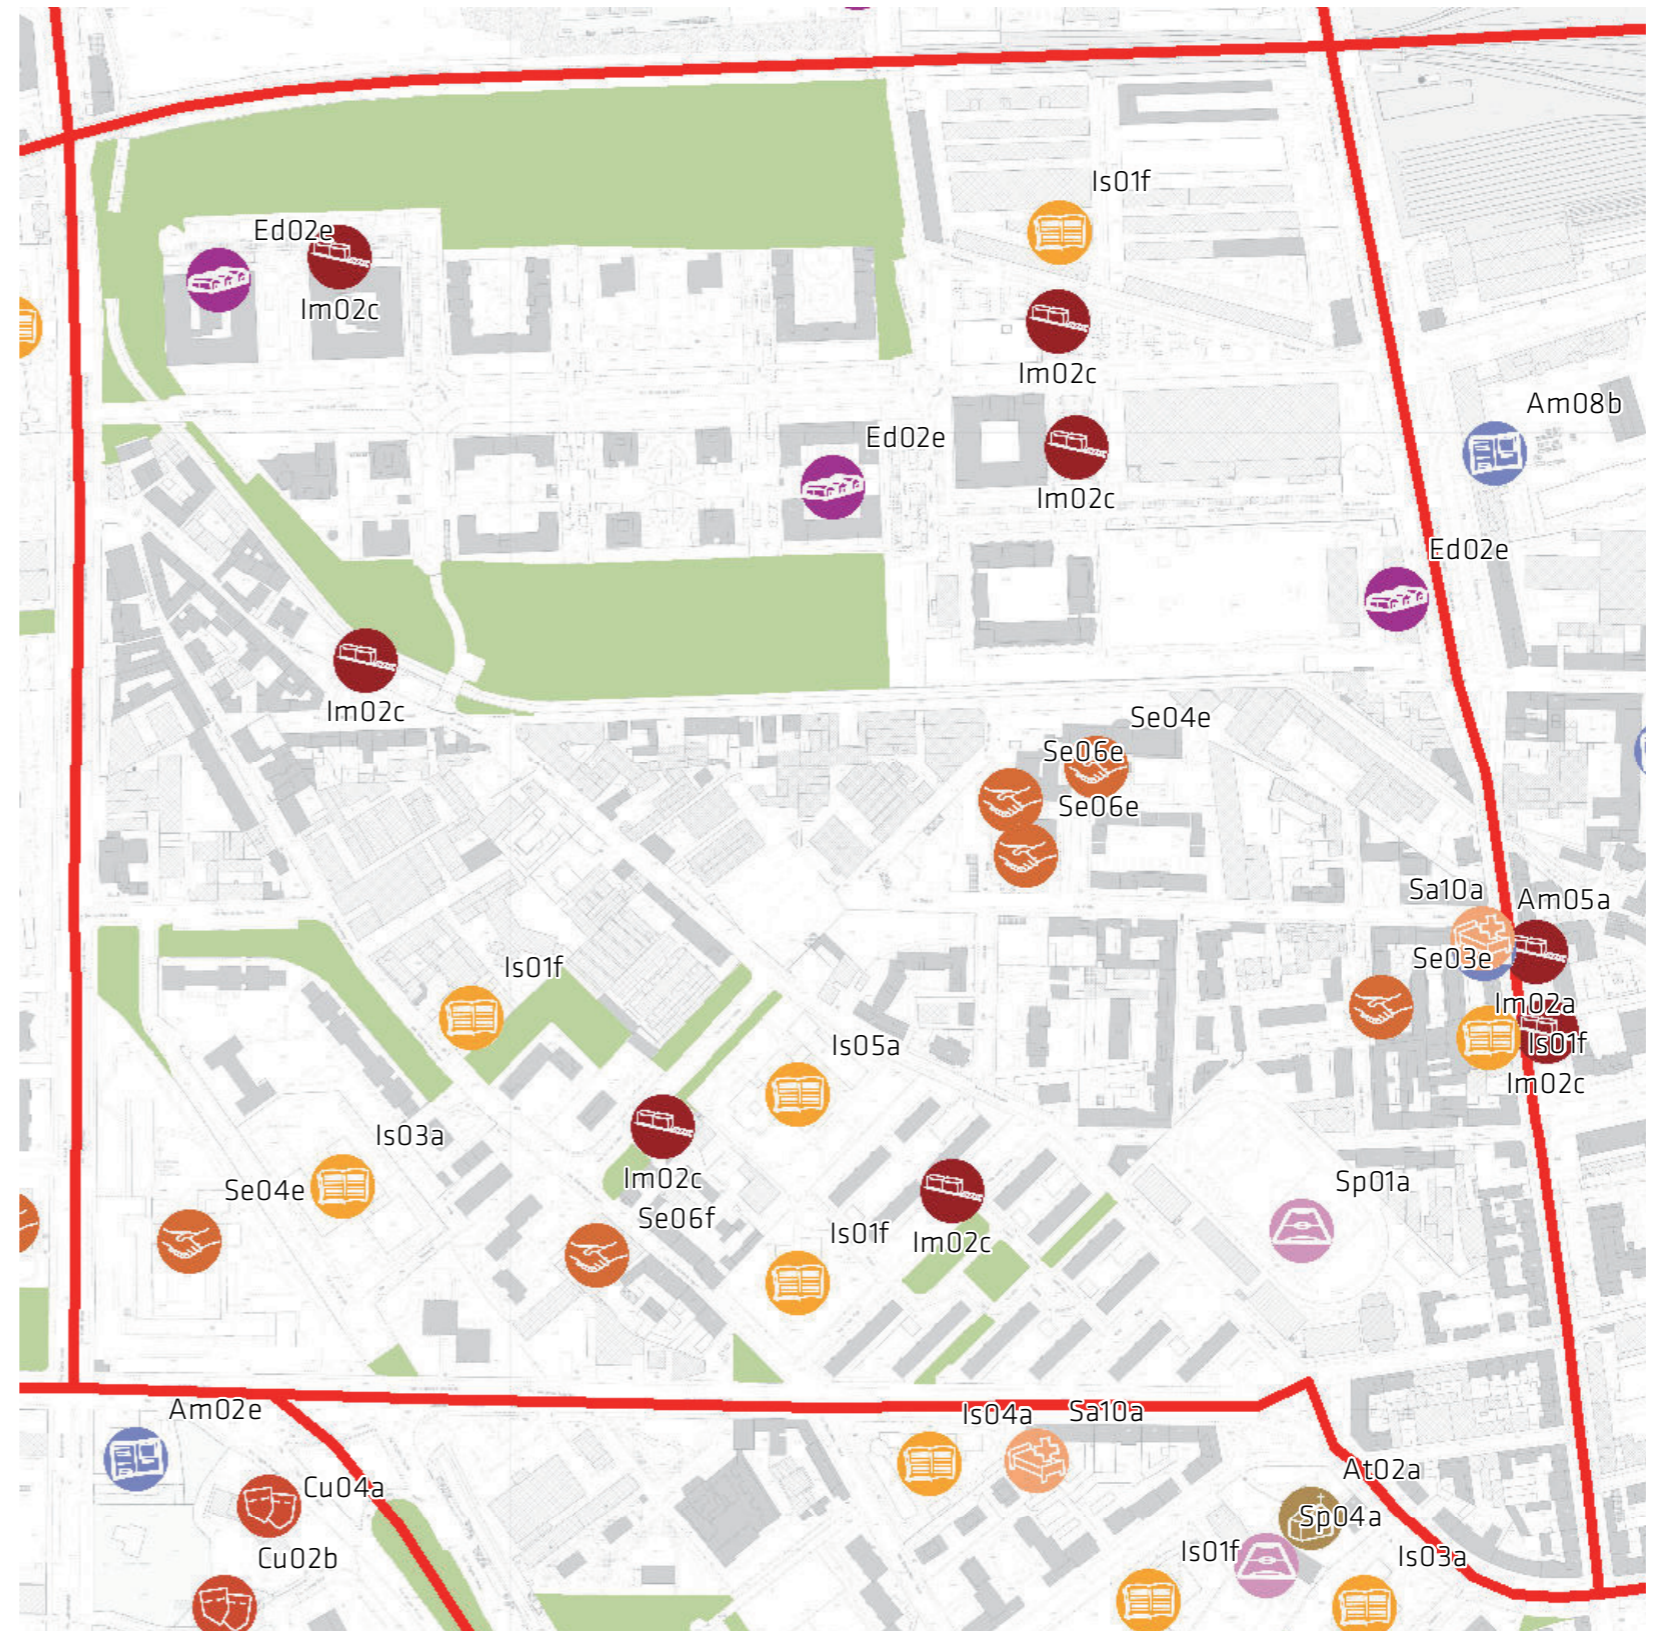 Is01f
Ed02e
Im02c
Im02c
Am08b
Ed02e
Im02c
Ed02e
Im02c
Se04e
Se06e
Se06e
Sa10a
Am05a
Se03e
Is01f
Im02a
Is01f
Is05a
Im02c
Is03a
Im02c
Se04e
Sp01a
Se06f
Is01f
Im02c
Am02e
Is04a
Sa10a
At02a
Cu04a
Sp04a
Is01f
Is03a
Cu02b